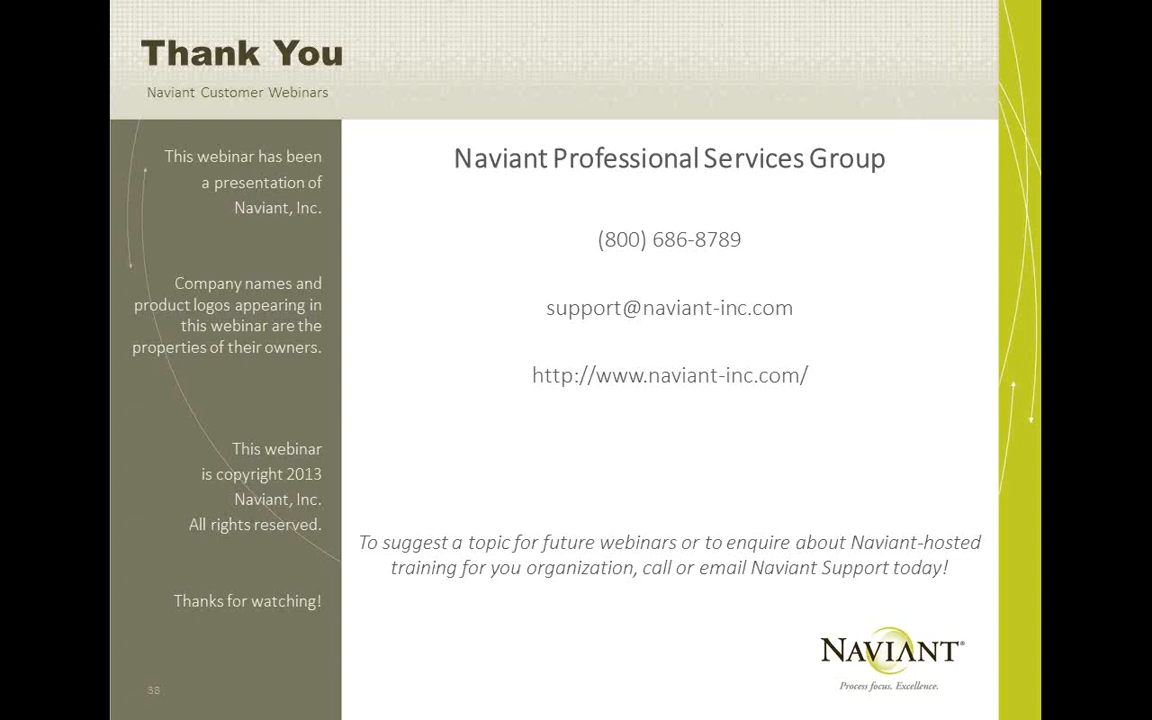 Thank You
Naviant Customer Webinars
This webinar has been
a presentation of
Naviant, Inc.
Company names and
product logos appearing in
this webinar are the
properties of their owners.
This webinar
is copyright 2013
Naviant, Inc.
All rights reserved.
Thanks for watching!
38
Naviant Professional Services Group
(800) 686-8789
support@naviant-inc.com
http://www.naviant-inc.com/
To suggest a topic for future webinars or to enquire about Naviant-hosted
training for you organization, call or email Naviant Support today!
NAVIANT®
Process focus. Excellence.